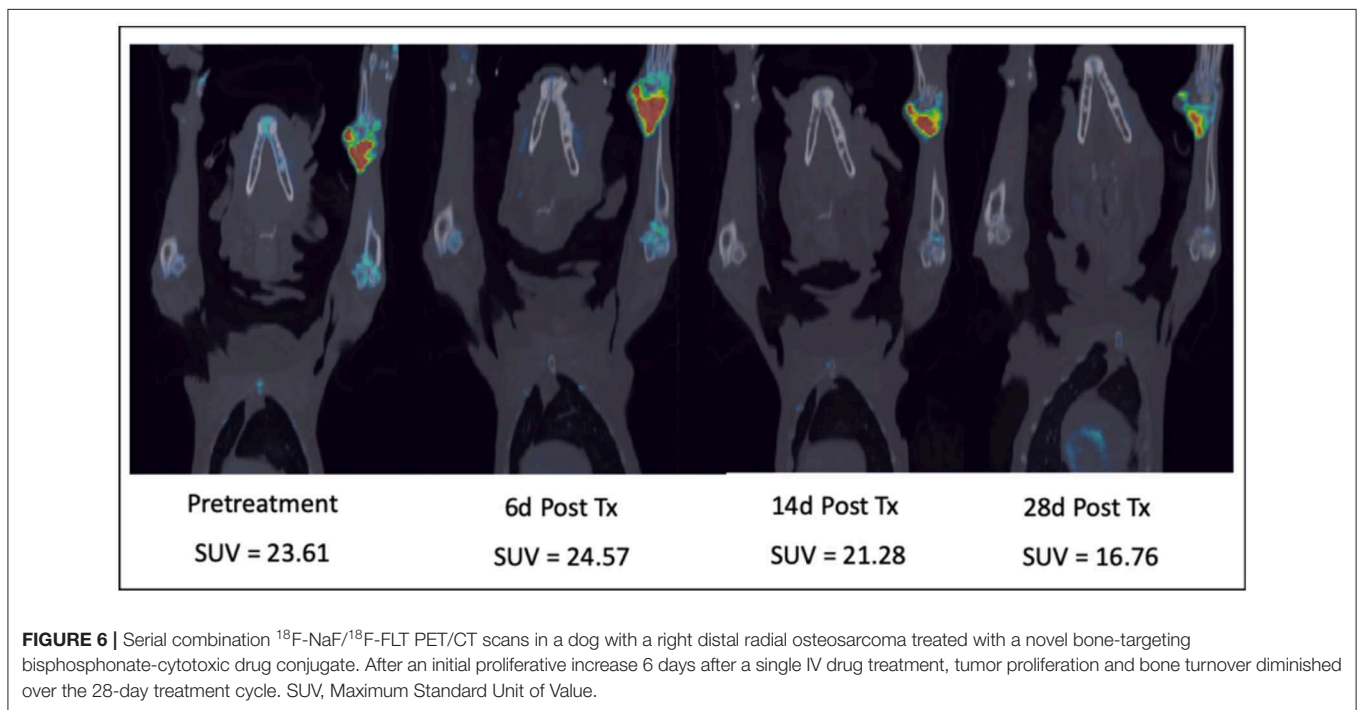 Pretreatment 6d Post Tx 14d Post Tx 28d Post Tx
SUV = 23.61 SUV = 24.57 SUV = 21.28 SUV = 16.76
FIGURE 6 | Serial combination ¹⁸F-NaF/¹⁸F-FLT PET/CT scans in a dog with a right distal radial osteosarcoma treated with a novel bone-targeting
bisphosphonate-cytotoxic drug conjugate. After an initial proliferative increase 6 days after a single IV drug treatment, tumor proliferation and bone turnover diminished
over the 28-day treatment cycle. SUV, Maximum Standard Unit of Value.